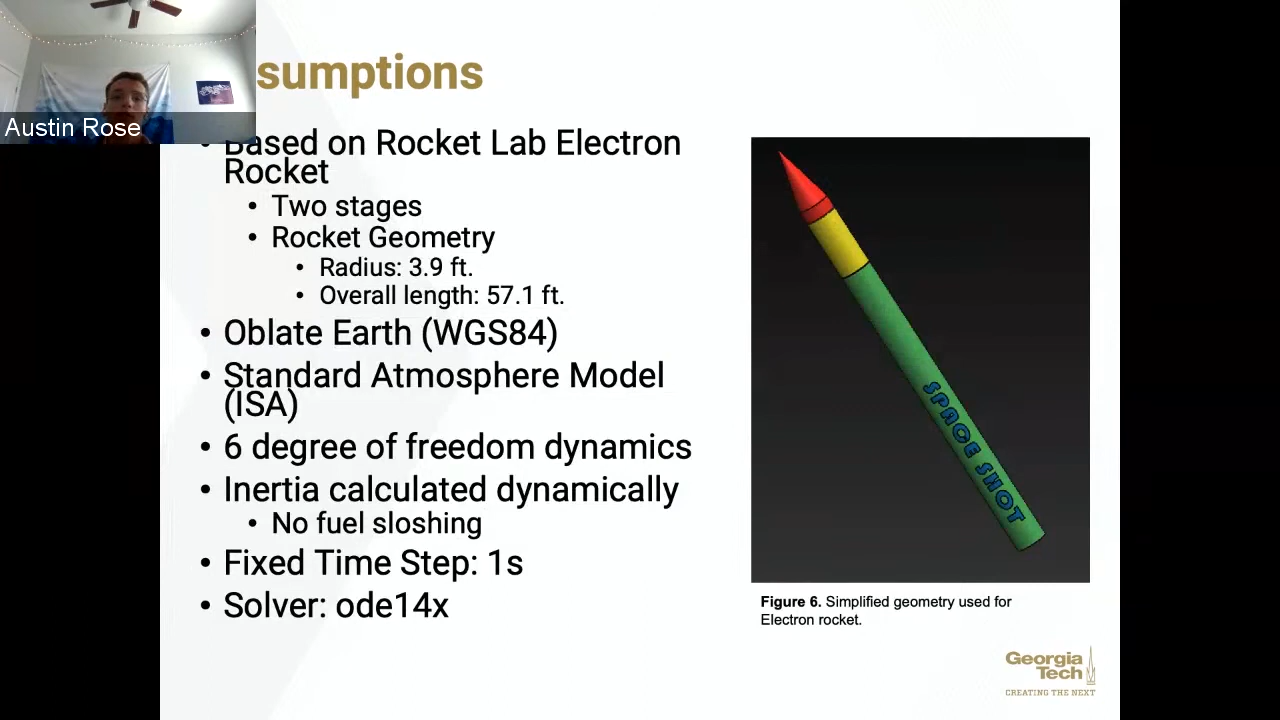 sumptions
Austin Rose
• Based on Rocket Lab Electron
Rocket
• Two stages
• Rocket Geometry
• Radius: 3.9 ft.
• Overall length: 57.1 ft.
• Oblate Earth (WGS84)
• Standard Atmosphere Model
(ISA)
• 6 degree of freedom dynamics
• Inertia calculated dynamically
• No fuel sloshing
• Fixed Time Step: 1s
• Solver: ode14x
SPACE SHOT
Figure 6. Simplified geometry used for
Electron rocket.
Georgia
Tech
CREATING THE NEXT